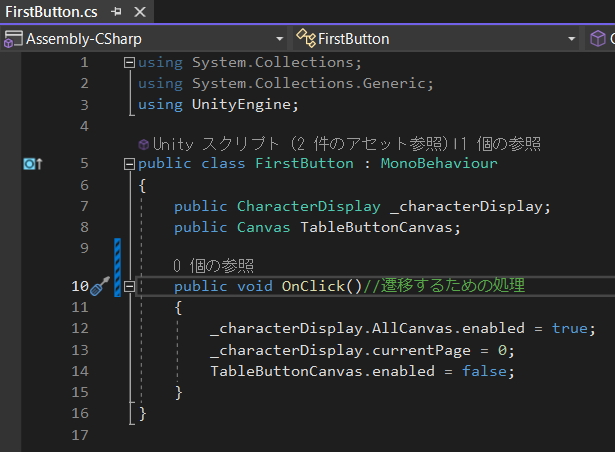 FirstButton.cs
Assembly-CSharp
FirstButton
1 using System.Collections;
2 using System.Collections.Generic;
3 using UnityEngine;
4
Unity スクリプト (2 件のアセット参照)|1 個の参照
5 public class FirstButton : MonoBehaviour
6 {
7 public CharacterDisplay _characterDisplay;
8 public Canvas TableButtonCanvas;
9
0 個の参照
10 public void OnClick()//遷移するための処理
11 {
12 _characterDisplay.AllCanvas.enabled = true;
13 _characterDisplay.currentPage = 0;
14 TableButtonCanvas.enabled = false;
15 }
16 }
17